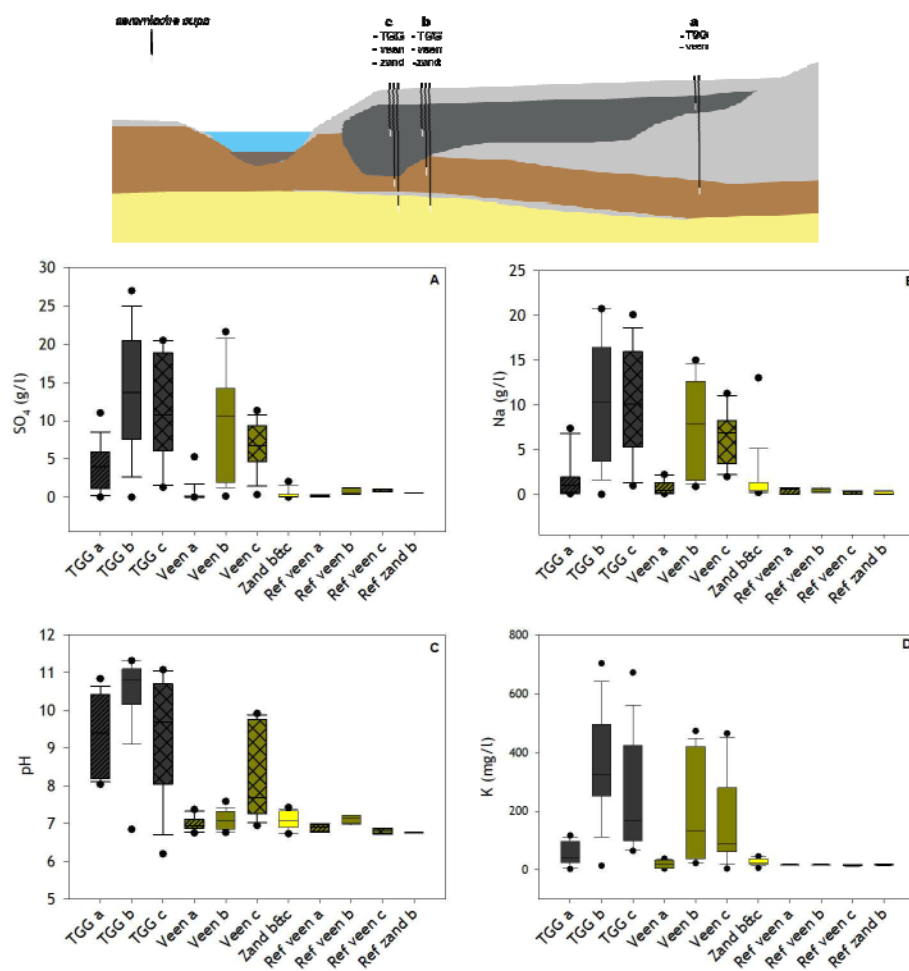 keramische cups
c
- TGG
- veen
- zand
b
- TGG
- veen
- zand
a
- TGG
- veen
A
SO4 (g/l)
30
25
20
15
10
5
0
TGG a
TGG b
TGG c
Veen a
Veen b
Veen c
Zand b&c
Ref veen a
Ref veen b
Ref veen c
Ref zand b
Na (g/l)
25
20
15
10
5
0
TGG a
TGG b
TGG c
Veen a
Veen b
Veen c
Zand b&c
Ref veen a
Ref veen b
Ref veen c
Ref zand b
C
pH
12
11
10
9
8
7
6
5
TGG a
TGG b
TGG c
Veen a
Veen b
Veen c
Zand b&c
Ref veen a
Ref veen b
Ref veen c
Ref zand b
D
K (mg/l)
800
600
400
200
0
TGG a
TGG b
TGG c
Veen a
Veen b
Veen c
Zand b&c
Ref veen a
Ref veen b
Ref veen c
Ref zand b